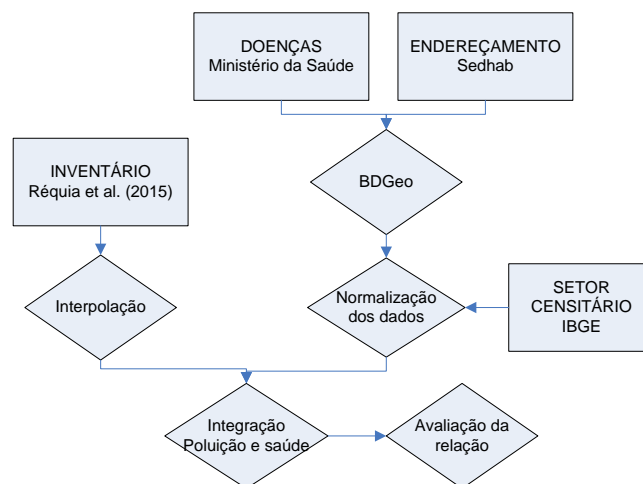 DOENÇAS
Ministério da Saúde
ENDEREÇAMENTO
Sedhab
INVENTÁRIO
Réquia et al. (2015)
BDGeo
Interpolação
Normalização
dos dados
SETOR
CENSITÁRIO
IBGE
Integração
Poluição e saúde
Avaliação da
relação